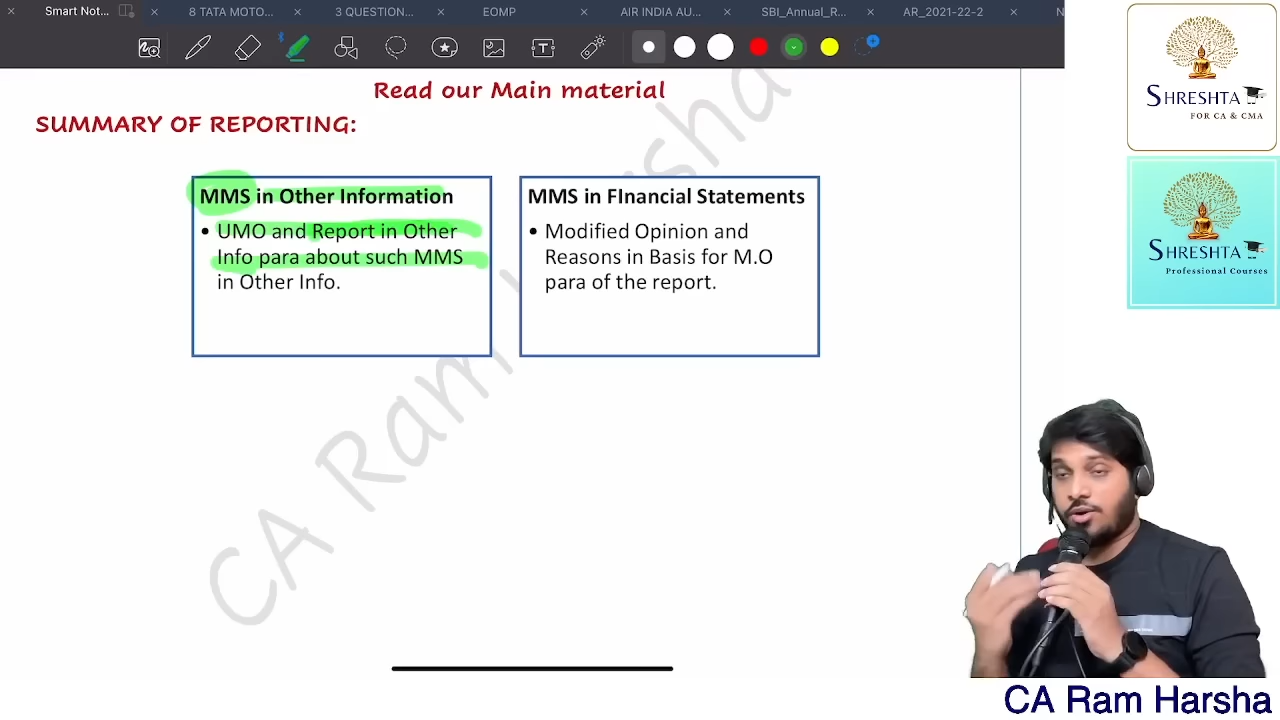 Smart Not...
8 TATA MOTO...
3 QUESTION...
EOMP
AIR INDIA AU...
SBI_Annual_R...
AR_2021-22-2
N
Read our Main material
SUMMARY OF REPORTING:
MMS in Other Information
• UMO and Report in Other
Info para about such MMS
in Other Info.
MMS in FInancial Statements
• Modified Opinion and
Reasons in Basis for M.O
para of the report.
CA Ram Harsha
SHRESHTA
FOR CA & CMA
SHRESHTA
Professional Courses
CA Ram Harsha